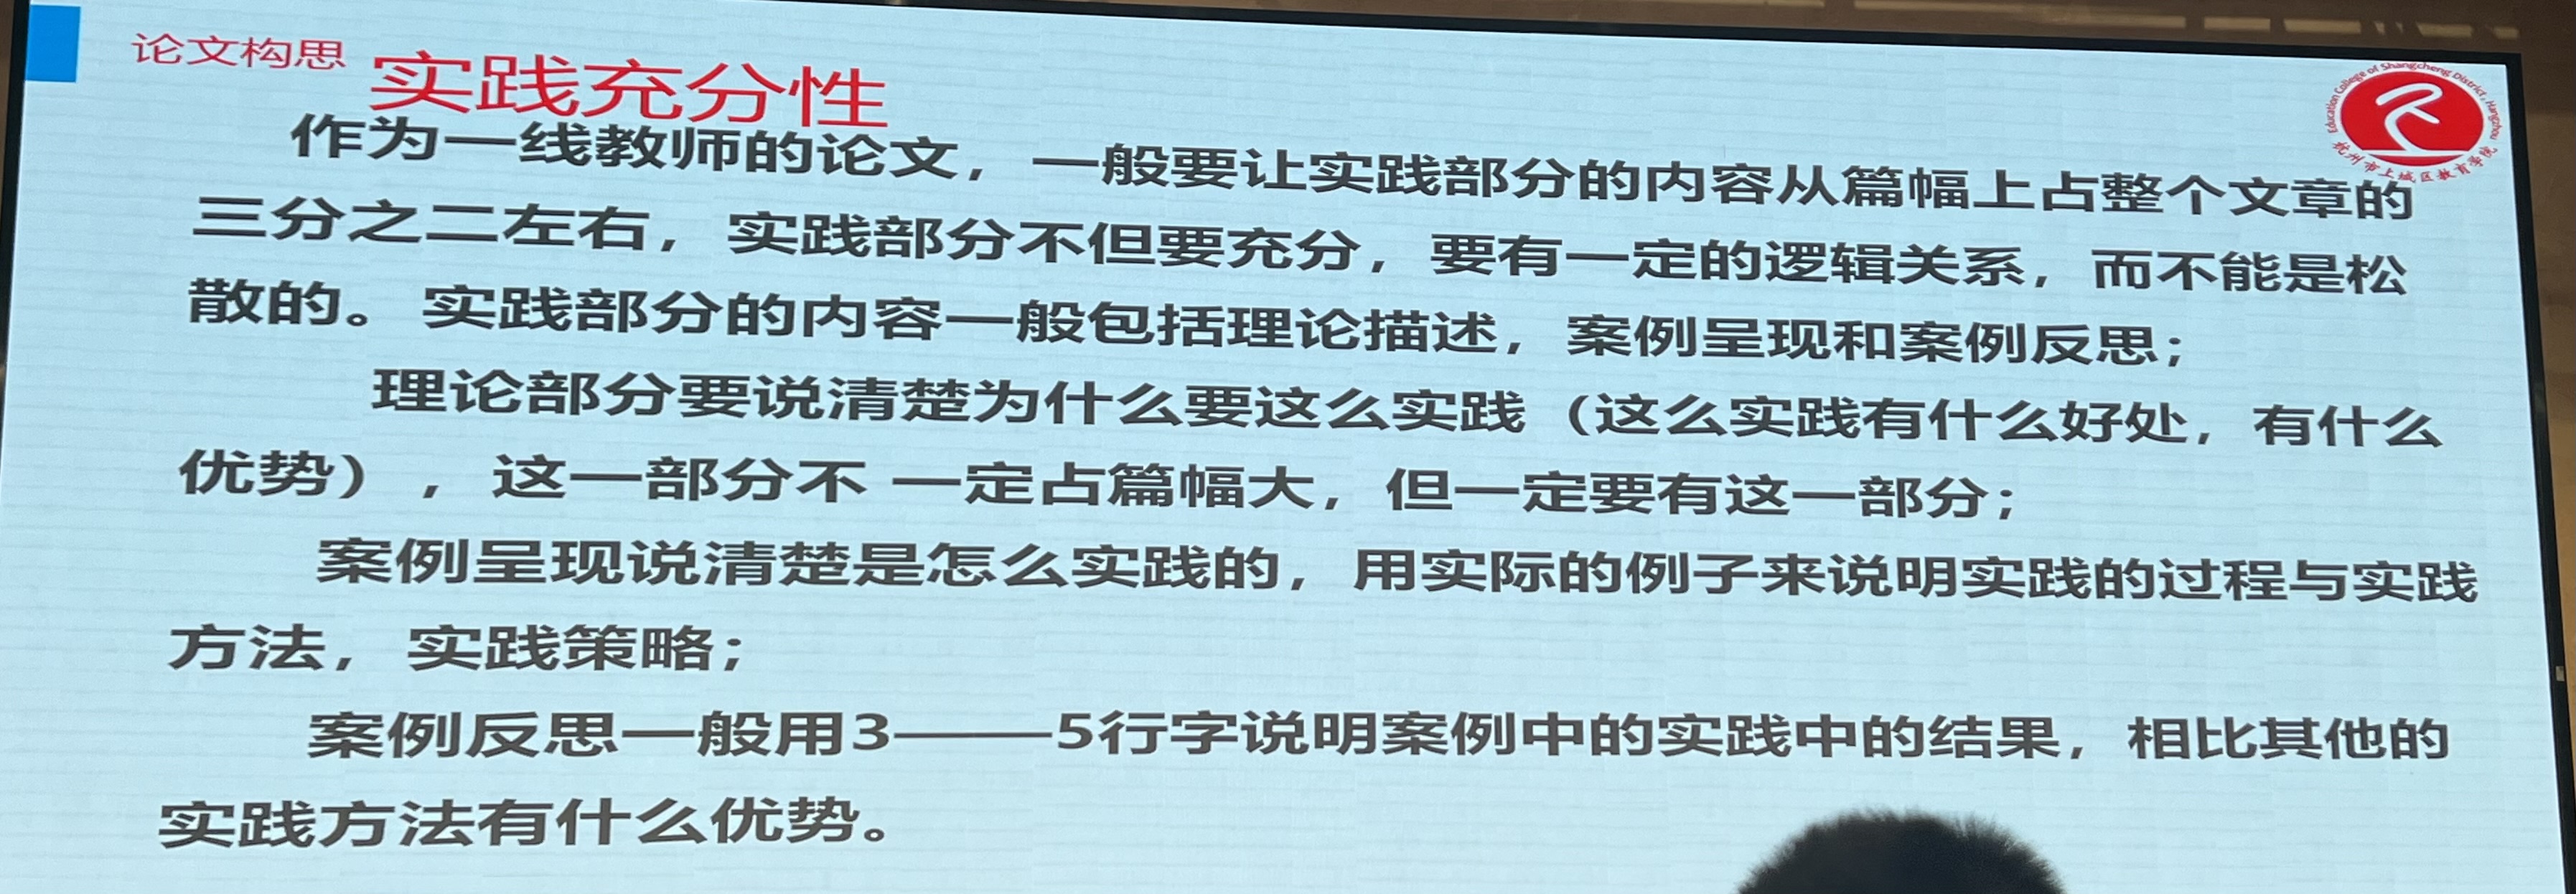 论文构思 实践充分性
作为一线教师的论文，一般要让实践部分的内容从篇幅上占整个文章的
三分之二左右，实践部分不但要充分，要有一定的逻辑关系，而不能是松
散的。实践部分的内容一般包括理论描述，案例呈现和案例反思；
理论部分要说清楚为什么要这么实践（这么实践有什么好处，有什么
优势），这一部分不 一定占篇幅大，但一定要有这一部分；
案例呈现说清楚是怎么实践的，用实际的例子来说明实践的过程与实践
方法，实践策略；
案例反思一般用3——5行字说明案例中的实践中的结果，相比其他的
实践方法有什么优势。
Education College of Shangcheng District, Hangzhou
杭州市上城区教育学院